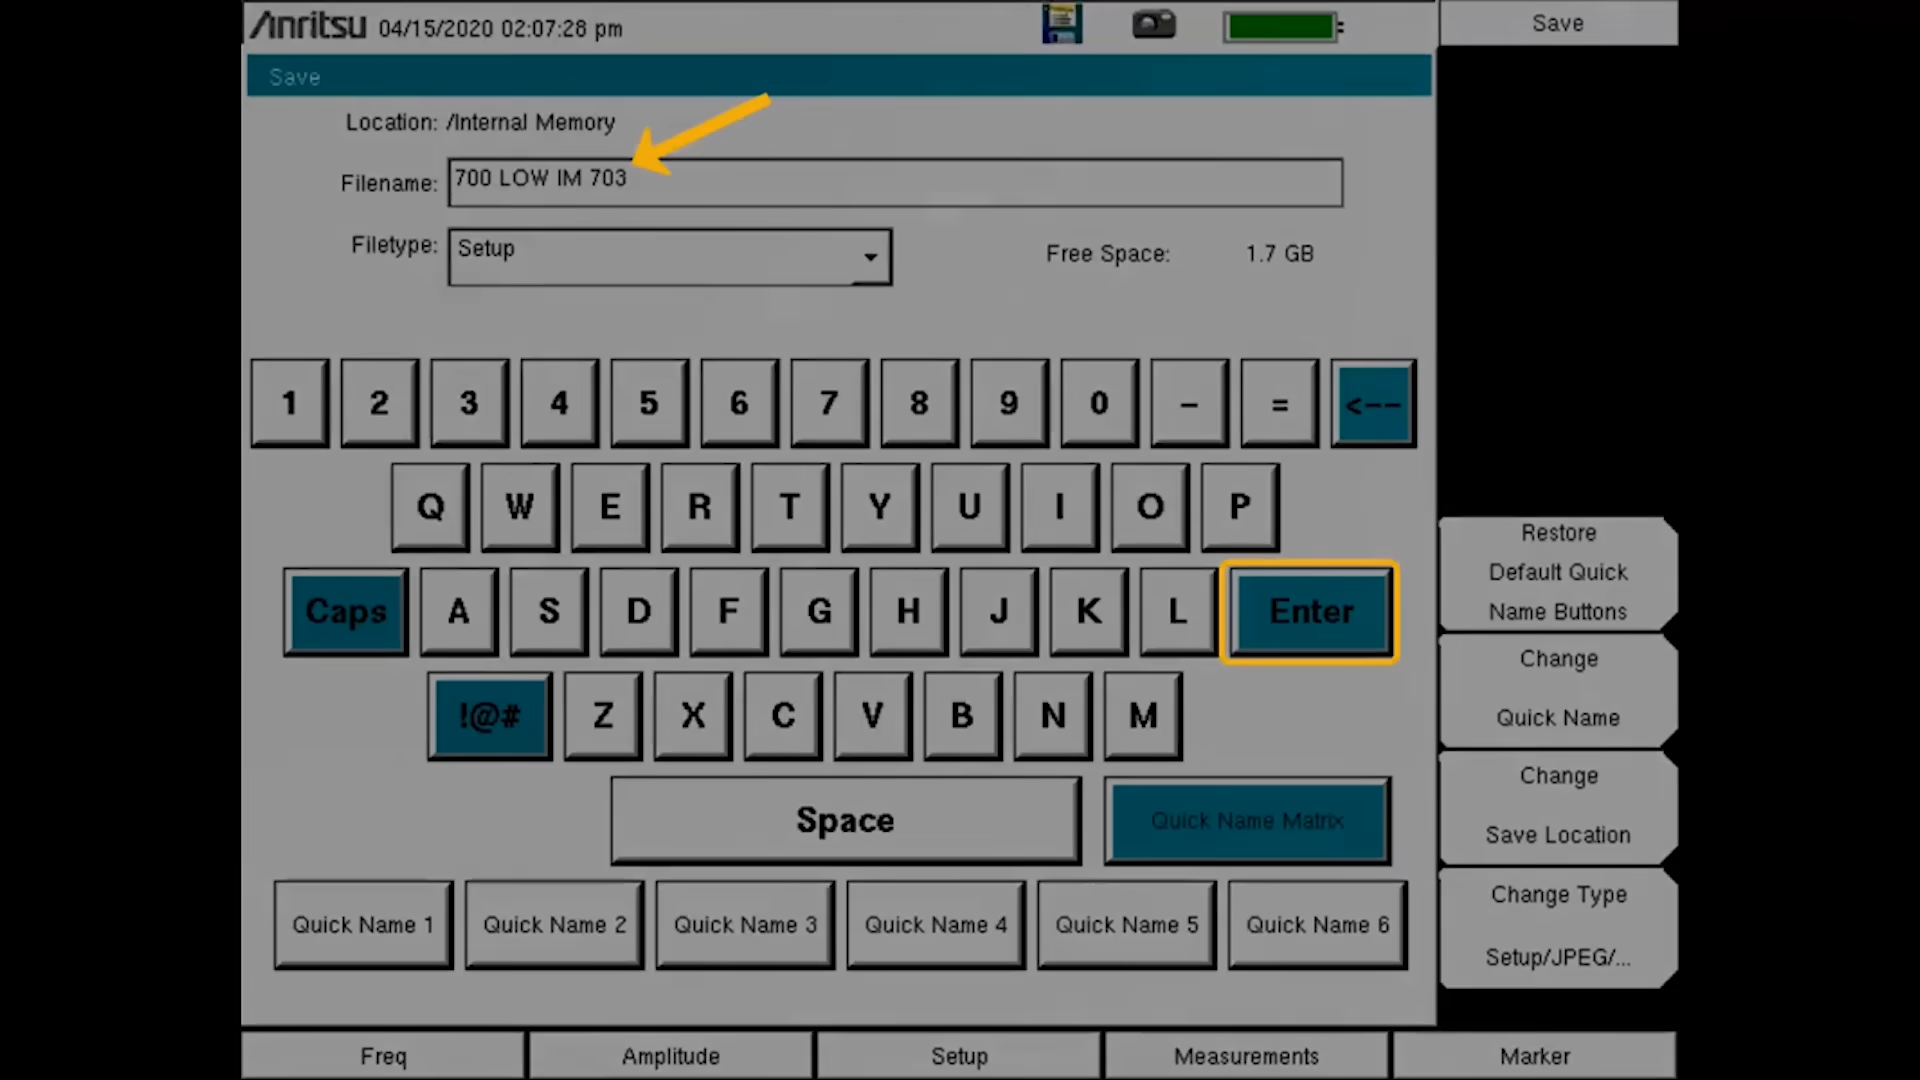 Anritsu 04/15/2020 02:07:28 pm
Save
Save
Location: /Internal Memory
Filename: 700 LOW IM 703
Filetype: Setup
Free Space: 1.7 GB
1 2 3 4 5 6 7 8 9 0 - = <--
Q W E R T Y U I O P
Caps A S D F G H J K L Enter
!@# Z X C V B N M
Space Quick Name Matrix
Quick Name 1 Quick Name 2 Quick Name 3 Quick Name 4 Quick Name 5 Quick Name 6
Restore
Default Quick
Name Buttons
Change
Quick Name
Change
Save Location
Change Type
Setup/JPEG/...
Freq Amplitude Setup Measurements Marker